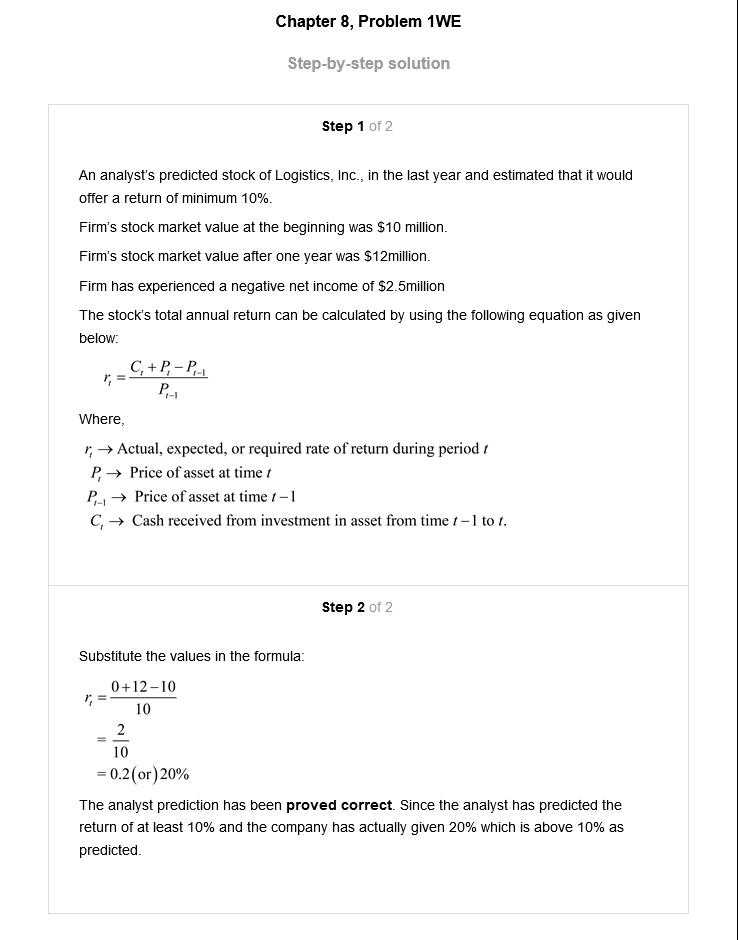 Chapter 8, Problem 1WE
Step-by-step solution
Step 1 of 2
An analyst's predicted stock of Logistics, Inc., in the last year and estimated that it would
offer a return of minimum 10%.
Firm's stock market value at the beginning was $10 million.
Firm's stock market value after one year was $12million.
Firm has experienced a negative net income of $2.5million
The stock's total annual return can be calculated by using the following equation as given
below:
r_t = (C_t + P_t − P_{t−1}) / P_{t−1}
Where,
r_t → Actual, expected, or required rate of return during period t
P_t → Price of asset at time t
P_{t−1} → Price of asset at time t−1
C_t → Cash received from investment in asset from time t−1 to t.
Step 2 of 2
Substitute the values in the formula:
r_t = (0+12−10) / 10
= 2 / 10
= 0.2(or)20%
The analyst prediction has been proved correct. Since the analyst has predicted the
return of at least 10% and the company has actually given 20% which is above 10% as
predicted.